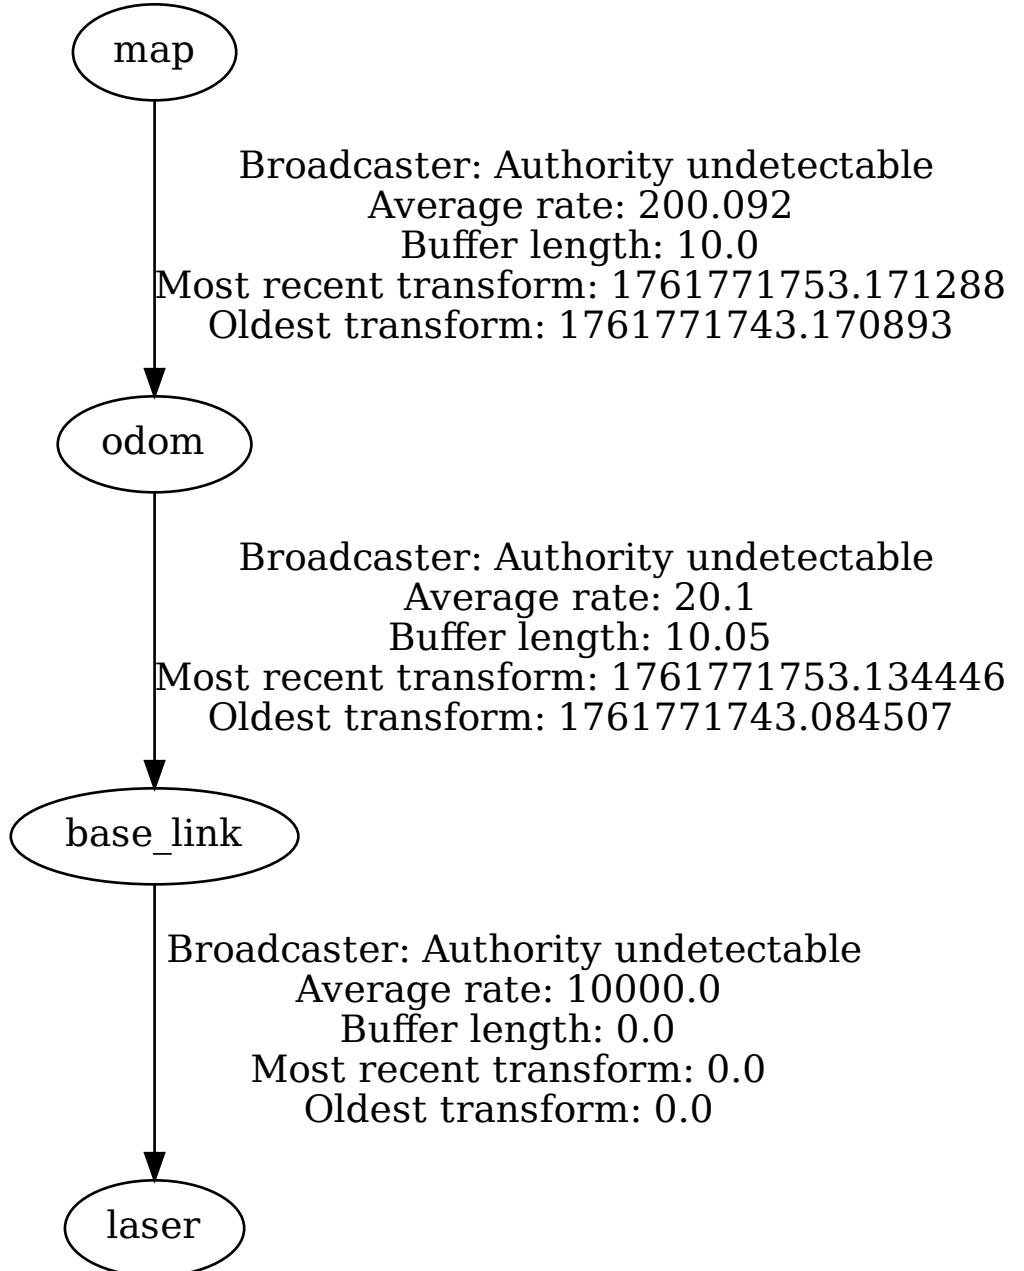 map
Broadcaster: Authority undetectable
Average rate: 200.092
Buffer length: 10.0
Most recent transform: 1761771753.171288
Oldest transform: 1761771743.170893
odom
Broadcaster: Authority undetectable
Average rate: 20.1
Buffer length: 10.05
Most recent transform: 1761771753.134446
Oldest transform: 1761771743.084507
base_link
Broadcaster: Authority undetectable
Average rate: 10000.0
Buffer length: 0.0
Most recent transform: 0.0
Oldest transform: 0.0
laser